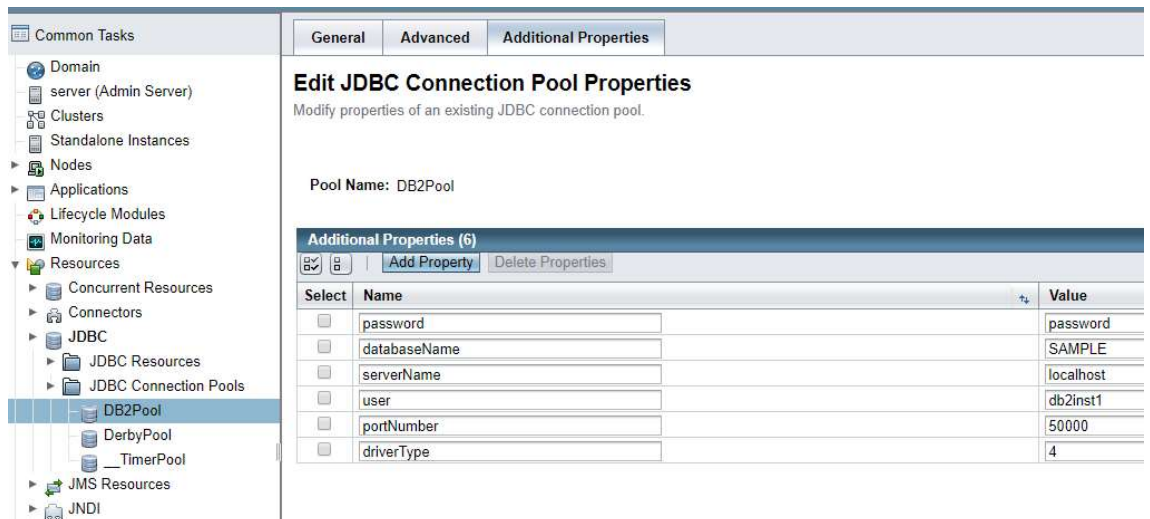 Common Tasks
Domain
server (Admin Server)
Clusters
Standalone Instances
Nodes
Applications
Lifecycle Modules
Monitoring Data
Resources
Concurrent Resources
Connectors
JDBC
JDBC Resources
JDBC Connection Pools
DB2Pool
DerbyPool
__TimerPool
JMS Resources
JNDI
General Advanced Additional Properties
Edit JDBC Connection Pool Properties
Modify properties of an existing JDBC connection pool.
Pool Name: DB2Pool
Additional Properties (6)
Add Property Delete Properties
Select Name Value
password password
databaseName SAMPLE
serverName localhost
user db2inst1
portNumber 50000
driverType 4